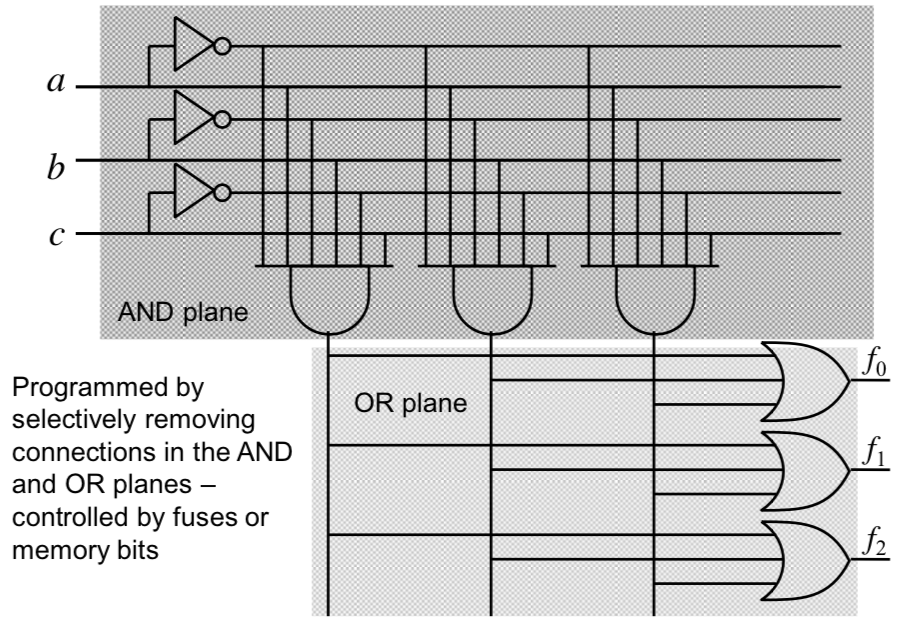 a
b
c
AND plane
OR plane
f0
f1
f2
Programmed by
selectively removing
connections in the AND
and OR planes –
controlled by fuses or
memory bits